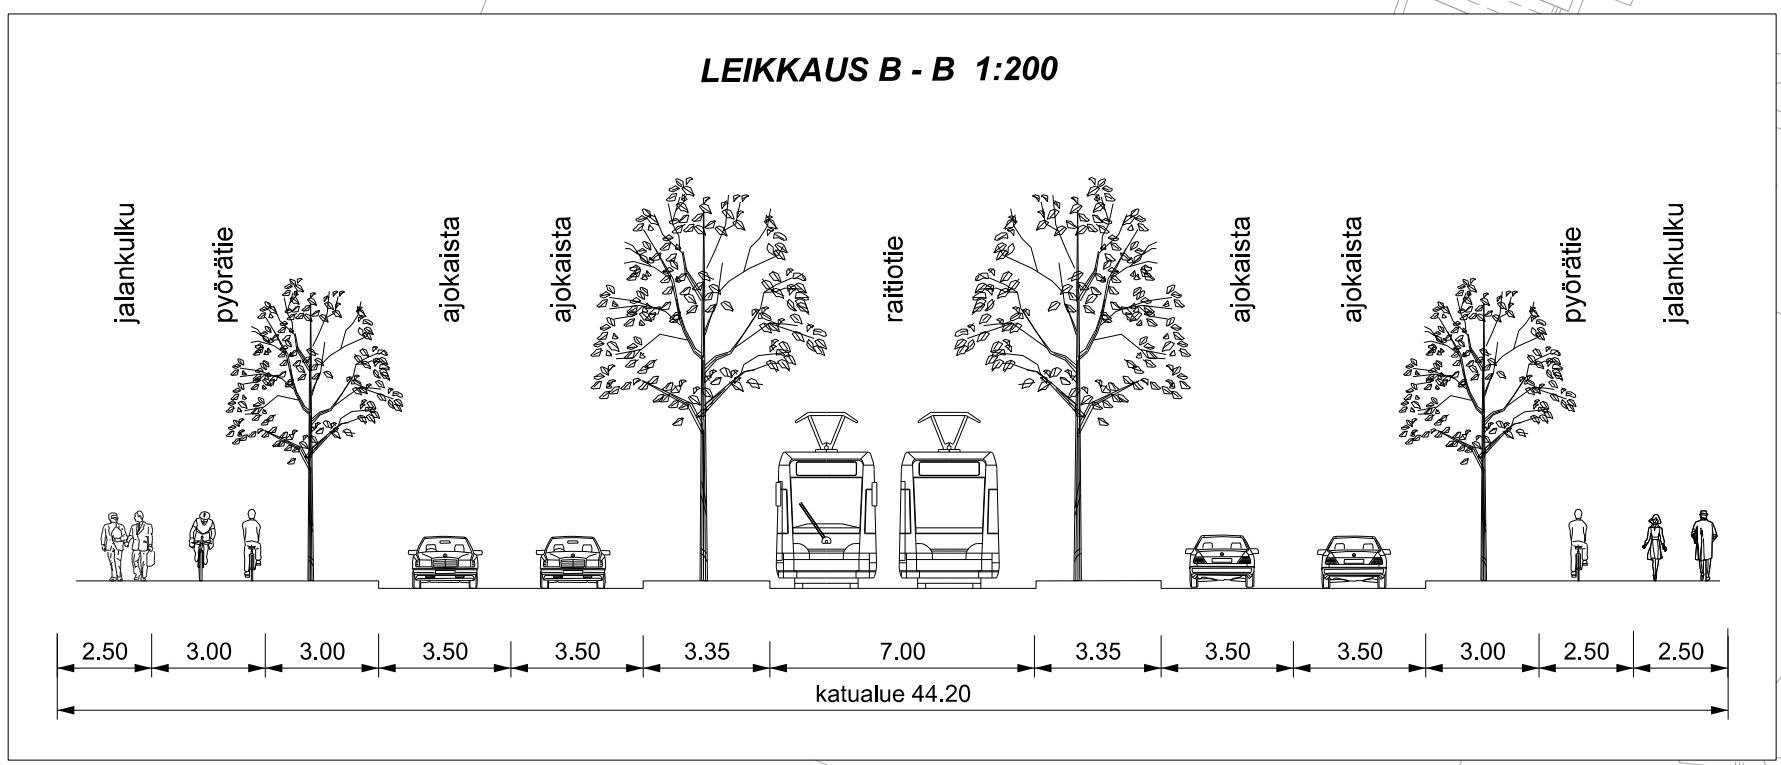 LEIKKAUS B - B 1:200
jalankulku
pyörätie
ajokaista
ajokaista
raitiotie
ajokaista
ajokaista
pyörätie
jalankulku
2.50 3.00 3.00 3.50 3.50 3.35 7.00 3.35 3.50 3.50 3.00 2.50 2.50
katualue 44.20